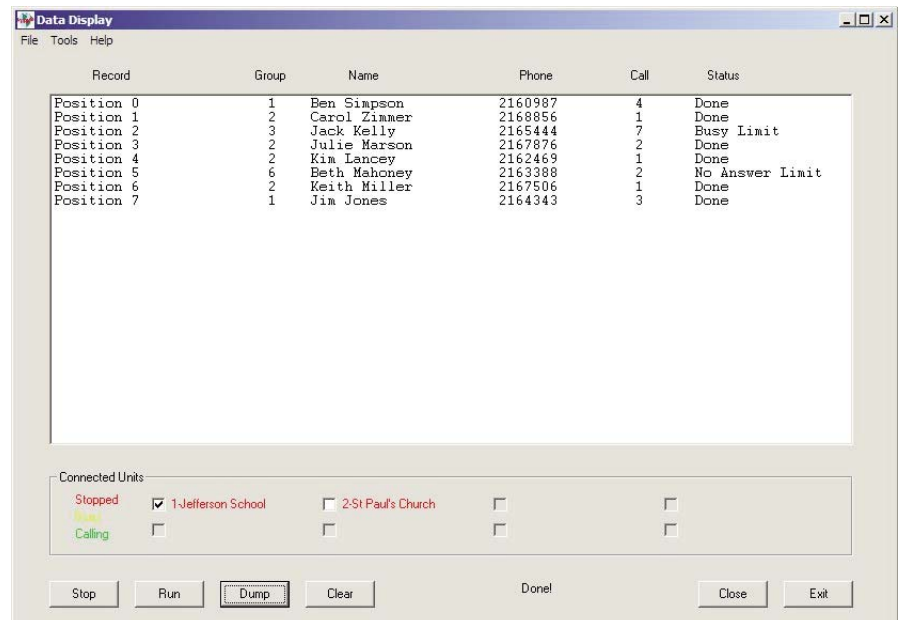 Data Display
File Tools Help
Record Group Name Phone Call Status
Position 0 1 Ben Simpson 2160987 4 Done
Position 1 2 Carol Zimmer 2168856 1 Done
Position 2 3 Jack Kelly 2165444 7 Busy Limit
Position 3 2 Julie Marson 2167876 2 Done
Position 4 2 Kim Lancey 2162469 1 Done
Position 5 6 Beth Mahoney 2163388 2 No Answer Limit
Position 6 2 Keith Miller 2167506 1 Done
Position 7 1 Jim Jones 2164343 3 Done
Connected Units
Stopped 1-Jefferson School 2-St Paul's Church
Calling
Stop Run Dump Clear Done! Close Exit